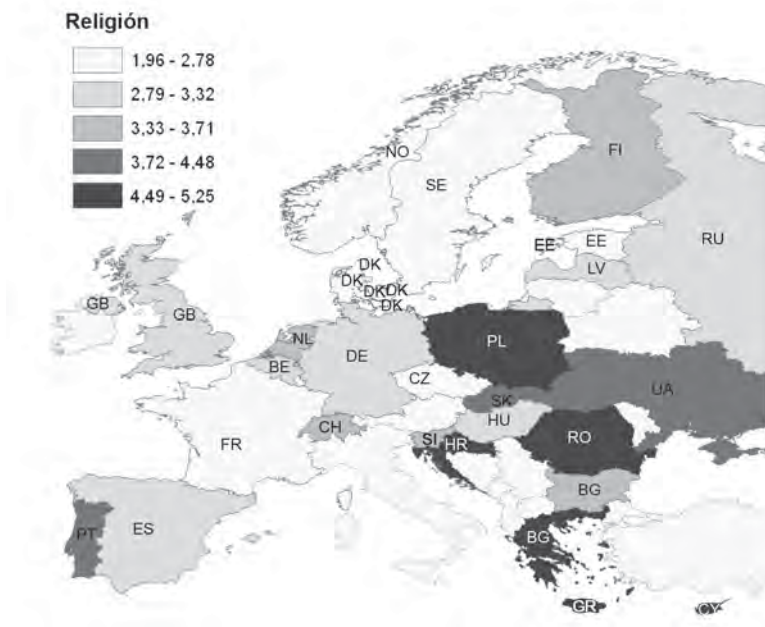 Religión
1.96 - 2.78
2,79 - 3,32
3,33 - 3.71
3,72 - 4,48
4,49 - 5,25
NO
SE
FI
RU
EE
EE
LV
DK
DK
DK
DK
DK
GB
GB
NL
BE
DE
PL
CZ
SK
UA
HU
CH
FR
SI
HR
RO
BG
PT
ES
BG
GR
CY